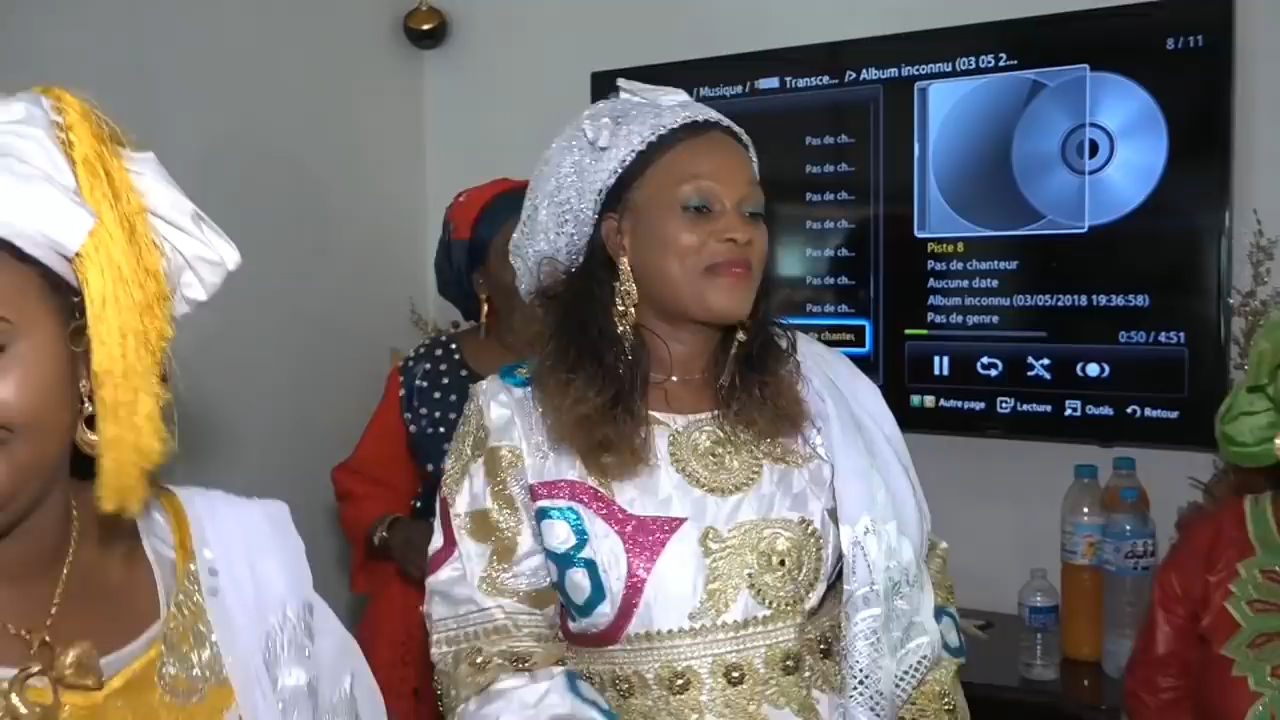 8 / 11
/ Musique / Transce... /> Album inconnu (03 05 2...
Pas de ch...
Pas de ch...
Pas de ch...
Pas de ch...
Pas de ch...
Pas de ch...
Pas de ch...
de chanteu
Piste 8
Pas de chanteur
Aucune date
Album inconnu (03/05/2018 19:36:58)
Pas de genre
0:50 / 4:51
Autre page Lecture Outils Retour